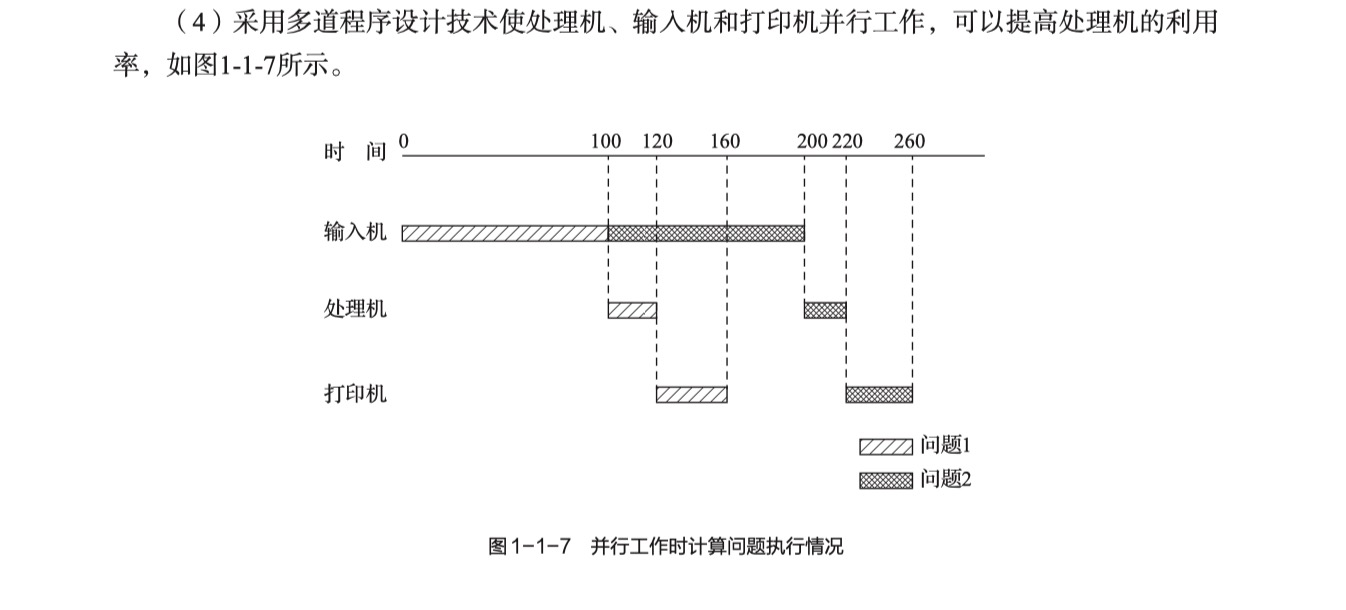 （4）采用多道程序设计技术使处理机、输入机和打印机并行工作，可以提高处理机的利用
率，如图1-1-7所示。
时　间 0 100 120 160 200 220 260
输入机
处理机
打印机
问题1
问题2
图1-1-7　并行工作时计算问题执行情况